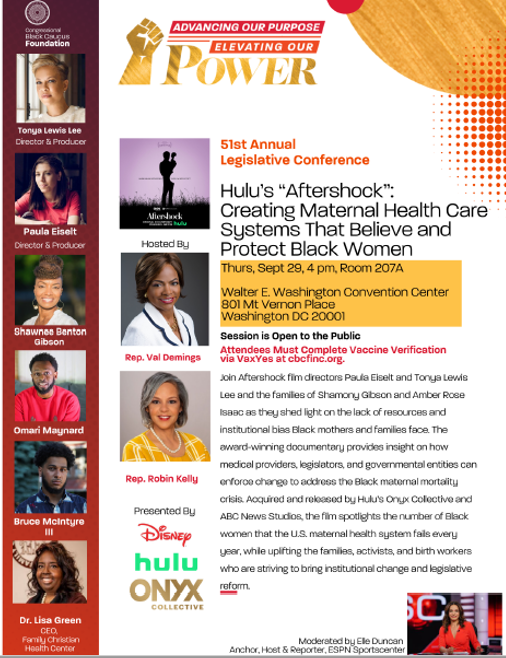 Congressional
Black Caucus
Foundation
ADVANCING OUR PURPOSE
ELEVATING OUR
POWER
Tonya Lewis Lee
Director & Producer
Paula Eiselt
Director & Producer
Shawnee Benton
Gibson
Omari Maynard
Bruce McIntyre
III
Dr. Lisa Green
CEO,
Family Christian
Health Center
Aftershock
hulu
Hosted By
Rep. Val Demings
Rep. Robin Kelly
Presented By
Disney
hulu
ONYX
COLLECTIVE
51st Annual
Legislative Conference
Hulu's "Aftershock":
Creating Maternal Health Care
Systems That Believe and
Protect Black Women
Thurs, Sept 29, 4 pm, Room 207A
Walter E. Washington Convention Center
801 Mt Vernon Place
Washington DC 20001
Session is Open to the Public
Attendees Must Complete Vaccine Verification
via VaxYes at cbcfinc.org.
Join Aftershock film directors Paula Eiselt and Tonya Lewis
Lee and the families of Shamony Gibson and Amber Rose
Isaac as they shed light on the lack of resources and
institutional bias Black mothers and families face. The
award-winning documentary provides insight on how
medical providers, legislators, and governmental entities can
enforce change to address the Black maternal mortality
crisis. Acquired and released by Hulu's Onyx Collective and
ABC News Studios, the film spotlights the number of Black
women that the U.S. maternal health system fails every
year, while uplifting the families, activists, and birth workers
who are striving to bring institutional change and legislative
reform.
SC
Moderated by Elle Duncan
Anchor, Host & Reporter, ESPN Sportscenter